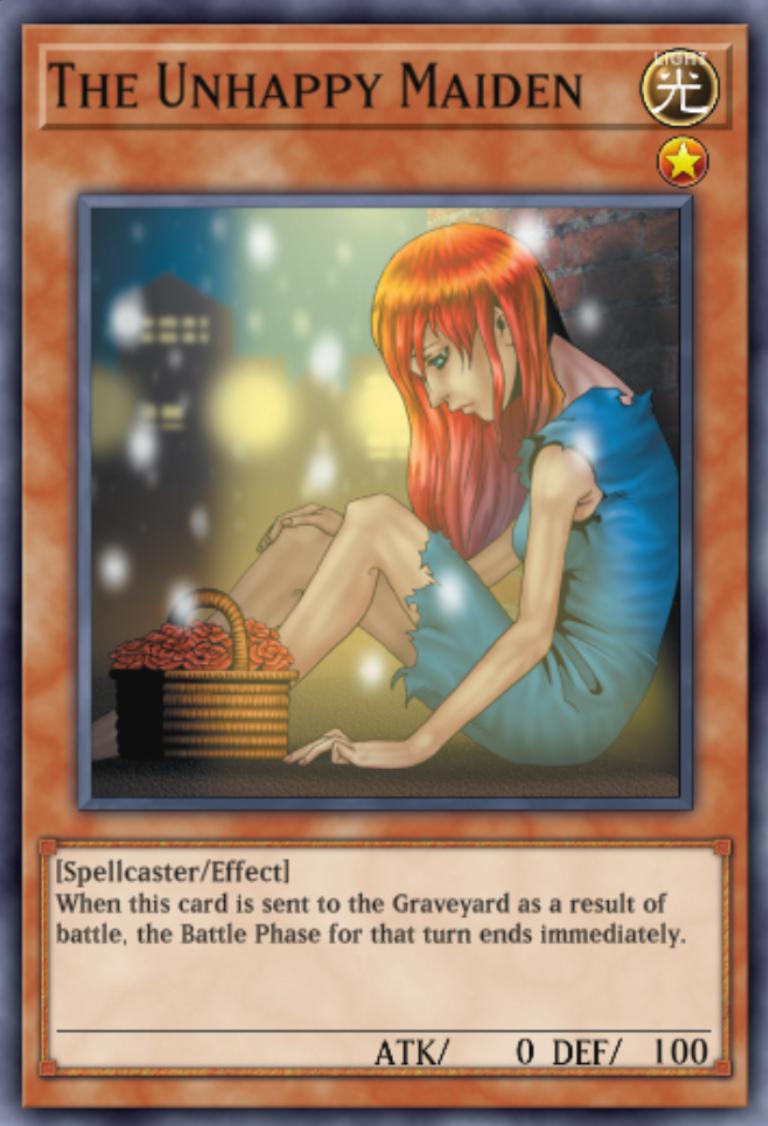 The Unhappy Maiden
LIGHT
光
[Spellcaster/Effect]
When this card is sent to the Graveyard as a result of
battle, the Battle Phase for that turn ends immediately.
ATK/ 0 DEF/ 100